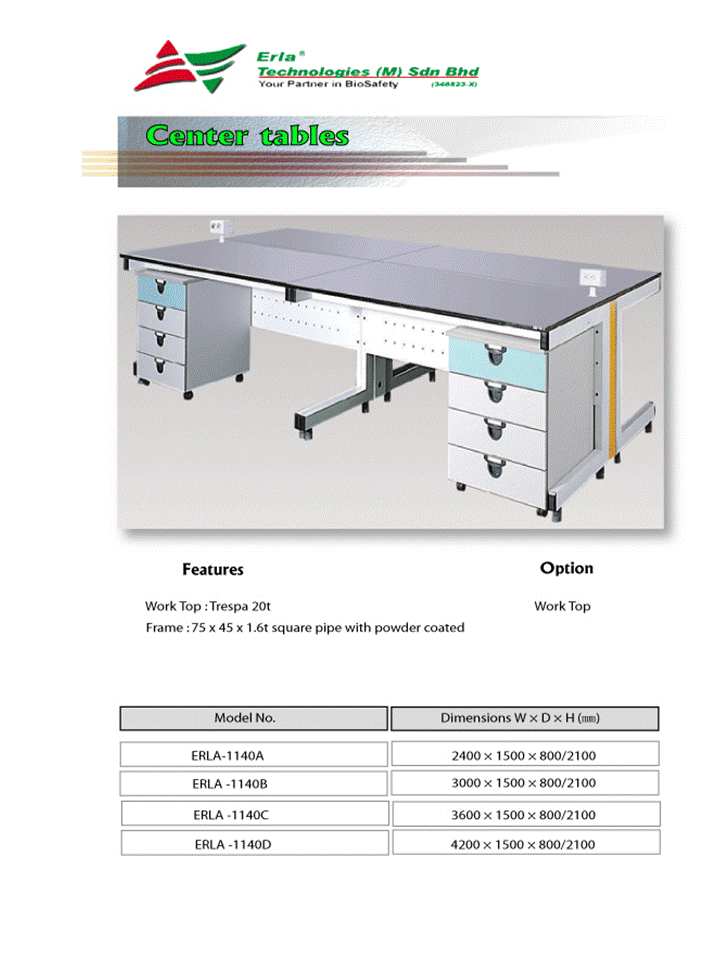 Erla ®
Technologies (M) Sdn Bhd
Your Partner in BioSafety (346823-X)
Center tables
Features Option
Work Top : Trespa 20t Work Top
Frame : 75 x 45 x 1.6t square pipe with powder coated
Model No. Dimensions W × D × H (㎜)
ERLA-1140A 2400 × 1500 × 800/2100
ERLA -1140B 3000 × 1500 × 800/2100
ERLA -1140C 3600 × 1500 × 800/2100
ERLA -1140D 4200 × 1500 × 800/2100